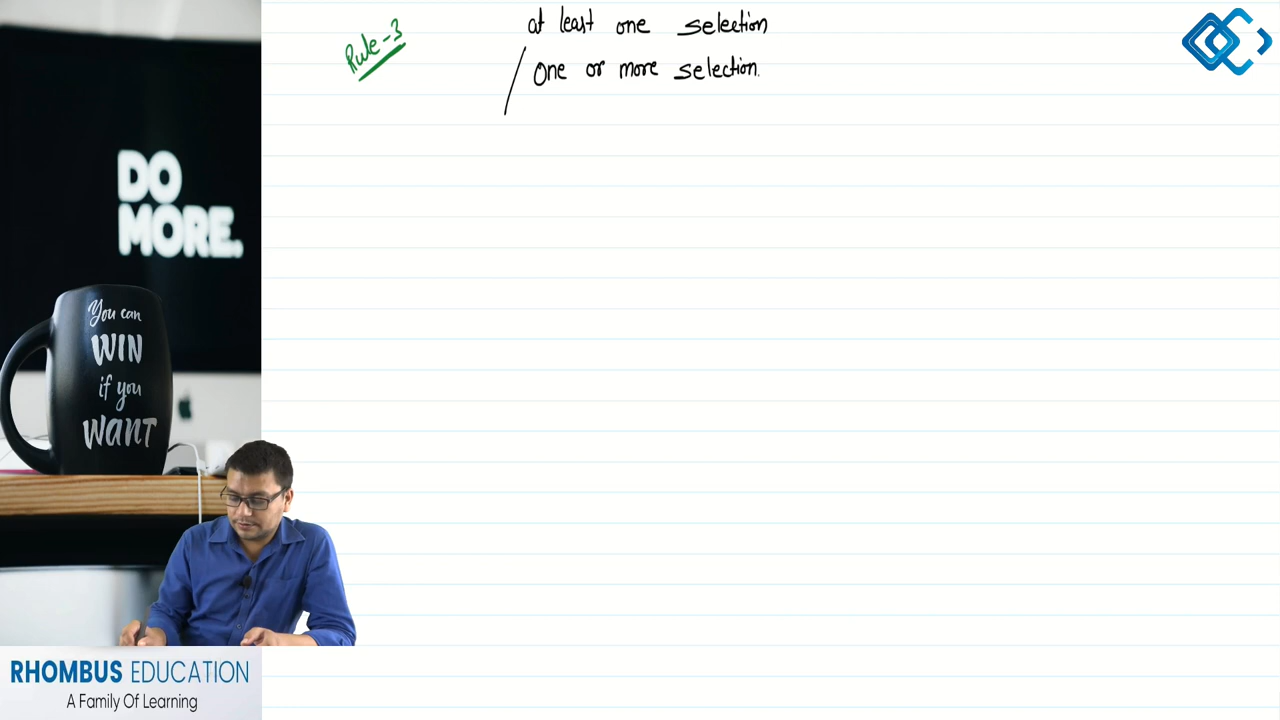 Rule-3
at least one selection
/ One or more selection.
DO
MORE.
You can
WIN
if you
WANT
RHOMBUS EDUCATION
A Family Of Learning